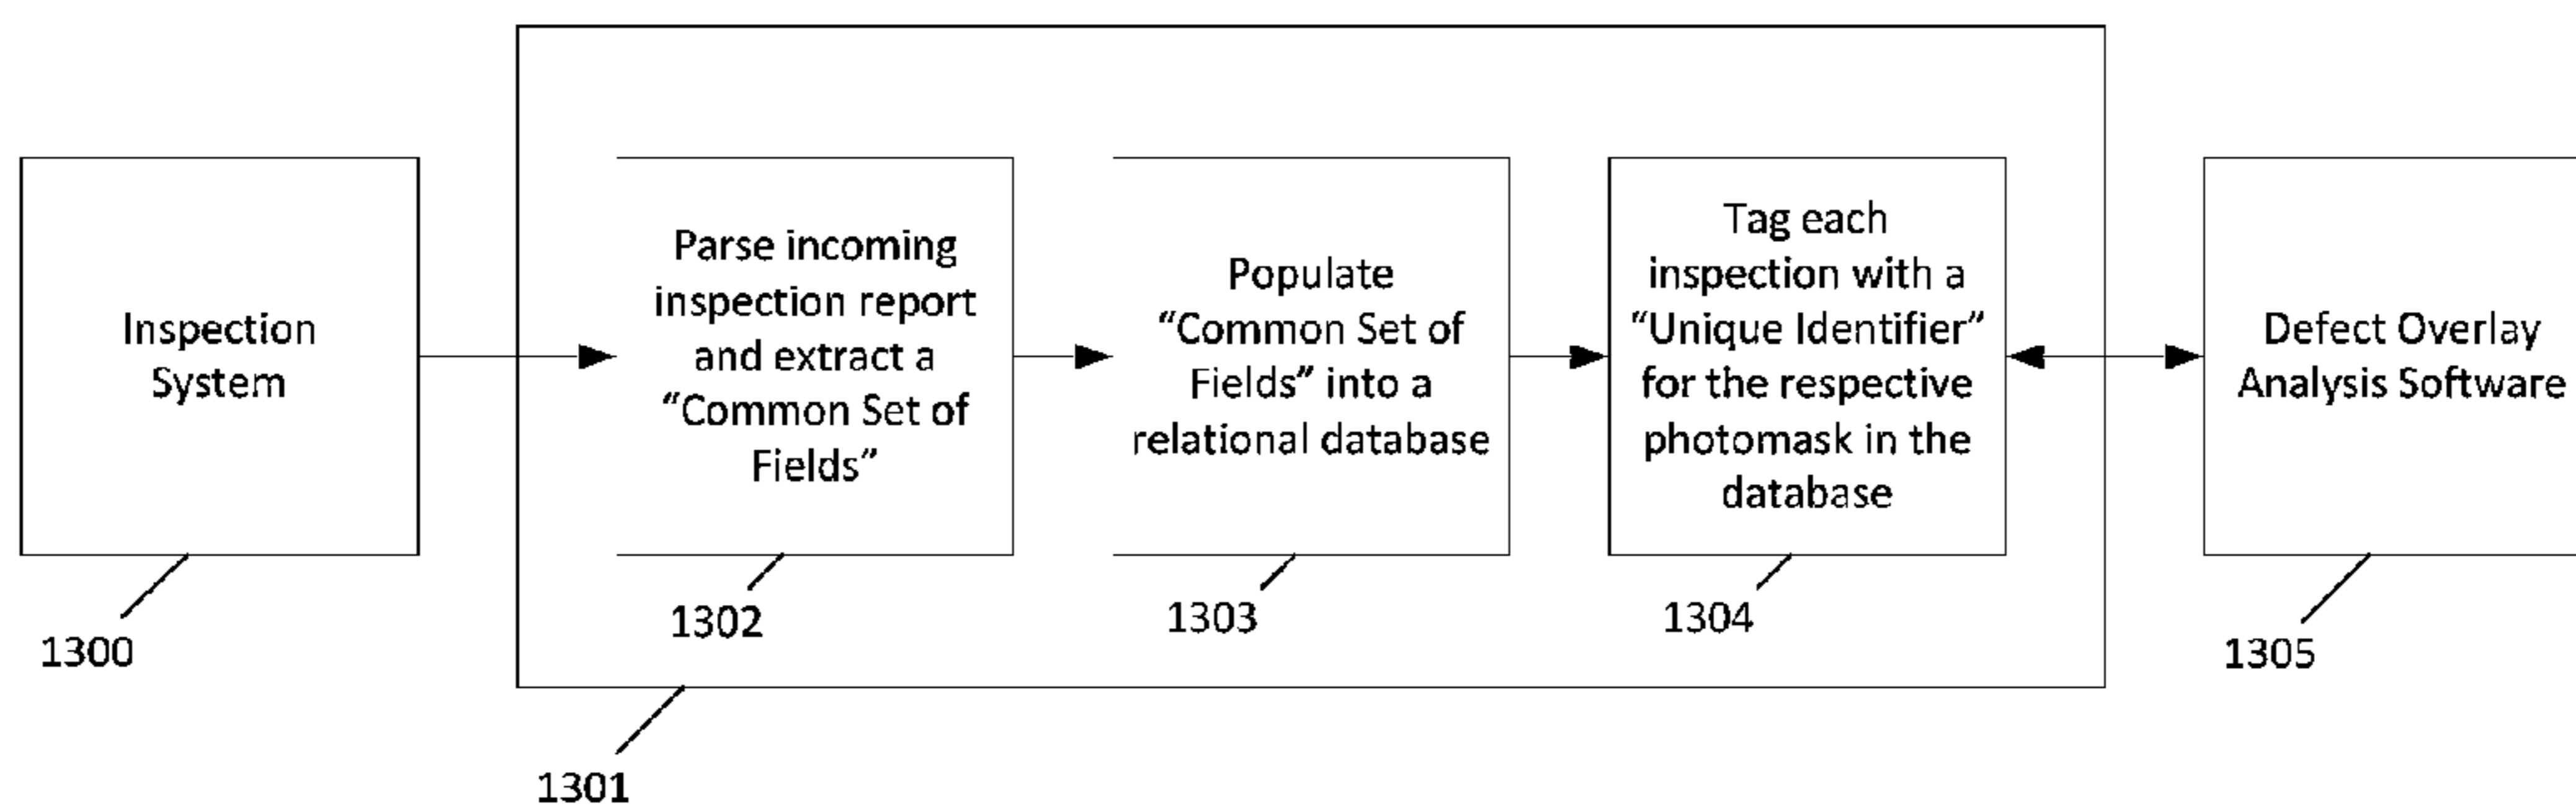 Inspection
System
Parse incoming
inspection report
and extract a
“Common Set of
Fields”
Populate
“Common Set of
Fields” into a
relational database
Tag each
inspection with a
“Unique Identifier”
for the respective
photomask in the
database
Defect Overlay
Analysis Software
1300
1302
1303
1304
1305
1301